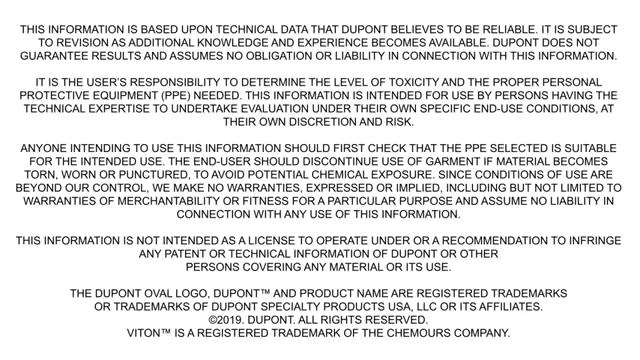 THIS INFORMATION IS BASED UPON TECHNICAL DATA THAT DUPONT BELIEVES TO BE RELIABLE. IT IS SUBJECT
TO REVISION AS ADDITIONAL KNOWLEDGE AND EXPERIENCE BECOMES AVAILABLE. DUPONT DOES NOT
GUARANTEE RESULTS AND ASSUMES NO OBLIGATION OR LIABILITY IN CONNECTION WITH THIS INFORMATION.
IT IS THE USER'S RESPONSIBILITY TO DETERMINE THE LEVEL OF TOXICITY AND THE PROPER PERSONAL
PROTECTIVE EQUIPMENT (PPE) NEEDED. THIS INFORMATION IS INTENDED FOR USE BY PERSONS HAVING THE
TECHNICAL EXPERTISE TO UNDERTAKE EVALUATION UNDER THEIR OWN SPECIFIC END-USE CONDITIONS, AT
THEIR OWN DISCRETION AND RISK.
ANYONE INTENDING TO USE THIS INFORMATION SHOULD FIRST CHECK THAT THE PPE SELECTED IS SUITABLE
FOR THE INTENDED USE. THE END-USER SHOULD DISCONTINUE USE OF GARMENT IF MATERIAL BECOMES
TORN, WORN OR PUNCTURED, TO AVOID POTENTIAL CHEMICAL EXPOSURE. SINCE CONDITIONS OF USE ARE
BEYOND OUR CONTROL, WE MAKE NO WARRANTIES, EXPRESSED OR IMPLIED, INCLUDING BUT NOT LIMITED TO
WARRANTIES OF MERCHANTABILITY OR FITNESS FOR A PARTICULAR PURPOSE AND ASSUME NO LIABILITY IN
CONNECTION WITH ANY USE OF THIS INFORMATION.
THIS INFORMATION IS NOT INTENDED AS A LICENSE TO OPERATE UNDER OR A RECOMMENDATION TO INFRINGE
ANY PATENT OR TECHNICAL INFORMATION OF DUPONT OR OTHER
PERSONS COVERING ANY MATERIAL OR ITS USE.
THE DUPONT OVAL LOGO, DUPONT™ AND PRODUCT NAME ARE REGISTERED TRADEMARKS
OR TRADEMARKS OF DUPONT SPECIALTY PRODUCTS USA, LLC OR ITS AFFILIATES.
©2019. DUPONT. ALL RIGHTS RESERVED.
VITON™ IS A REGISTERED TRADEMARK OF THE CHEMOURS COMPANY.